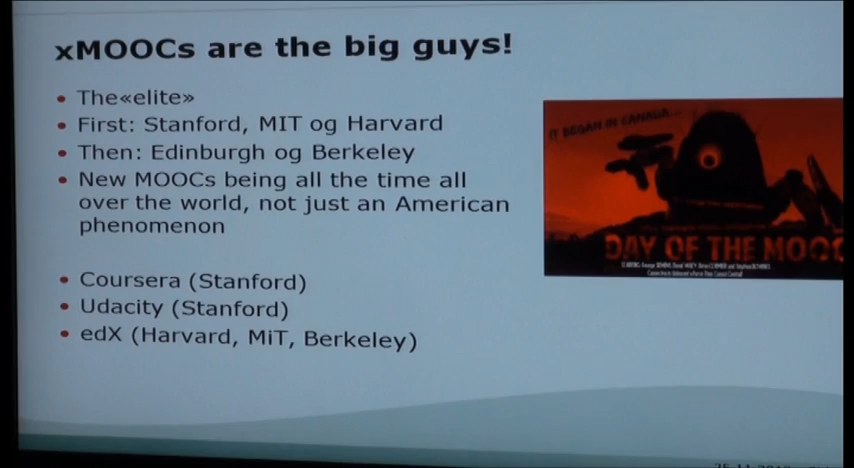 xMOOCs are the big guys!
• The«elite»
• First: Stanford, MIT og Harvard
• Then: Edinburgh og Berkeley
• New MOOCs being all the time all
over the world, not just an American
phenomenon
• Coursera (Stanford)
• Udacity (Stanford)
• edX (Harvard, MiT, Berkeley)
IT BEGAN IN CANADA...
DAY OF THE MOOC